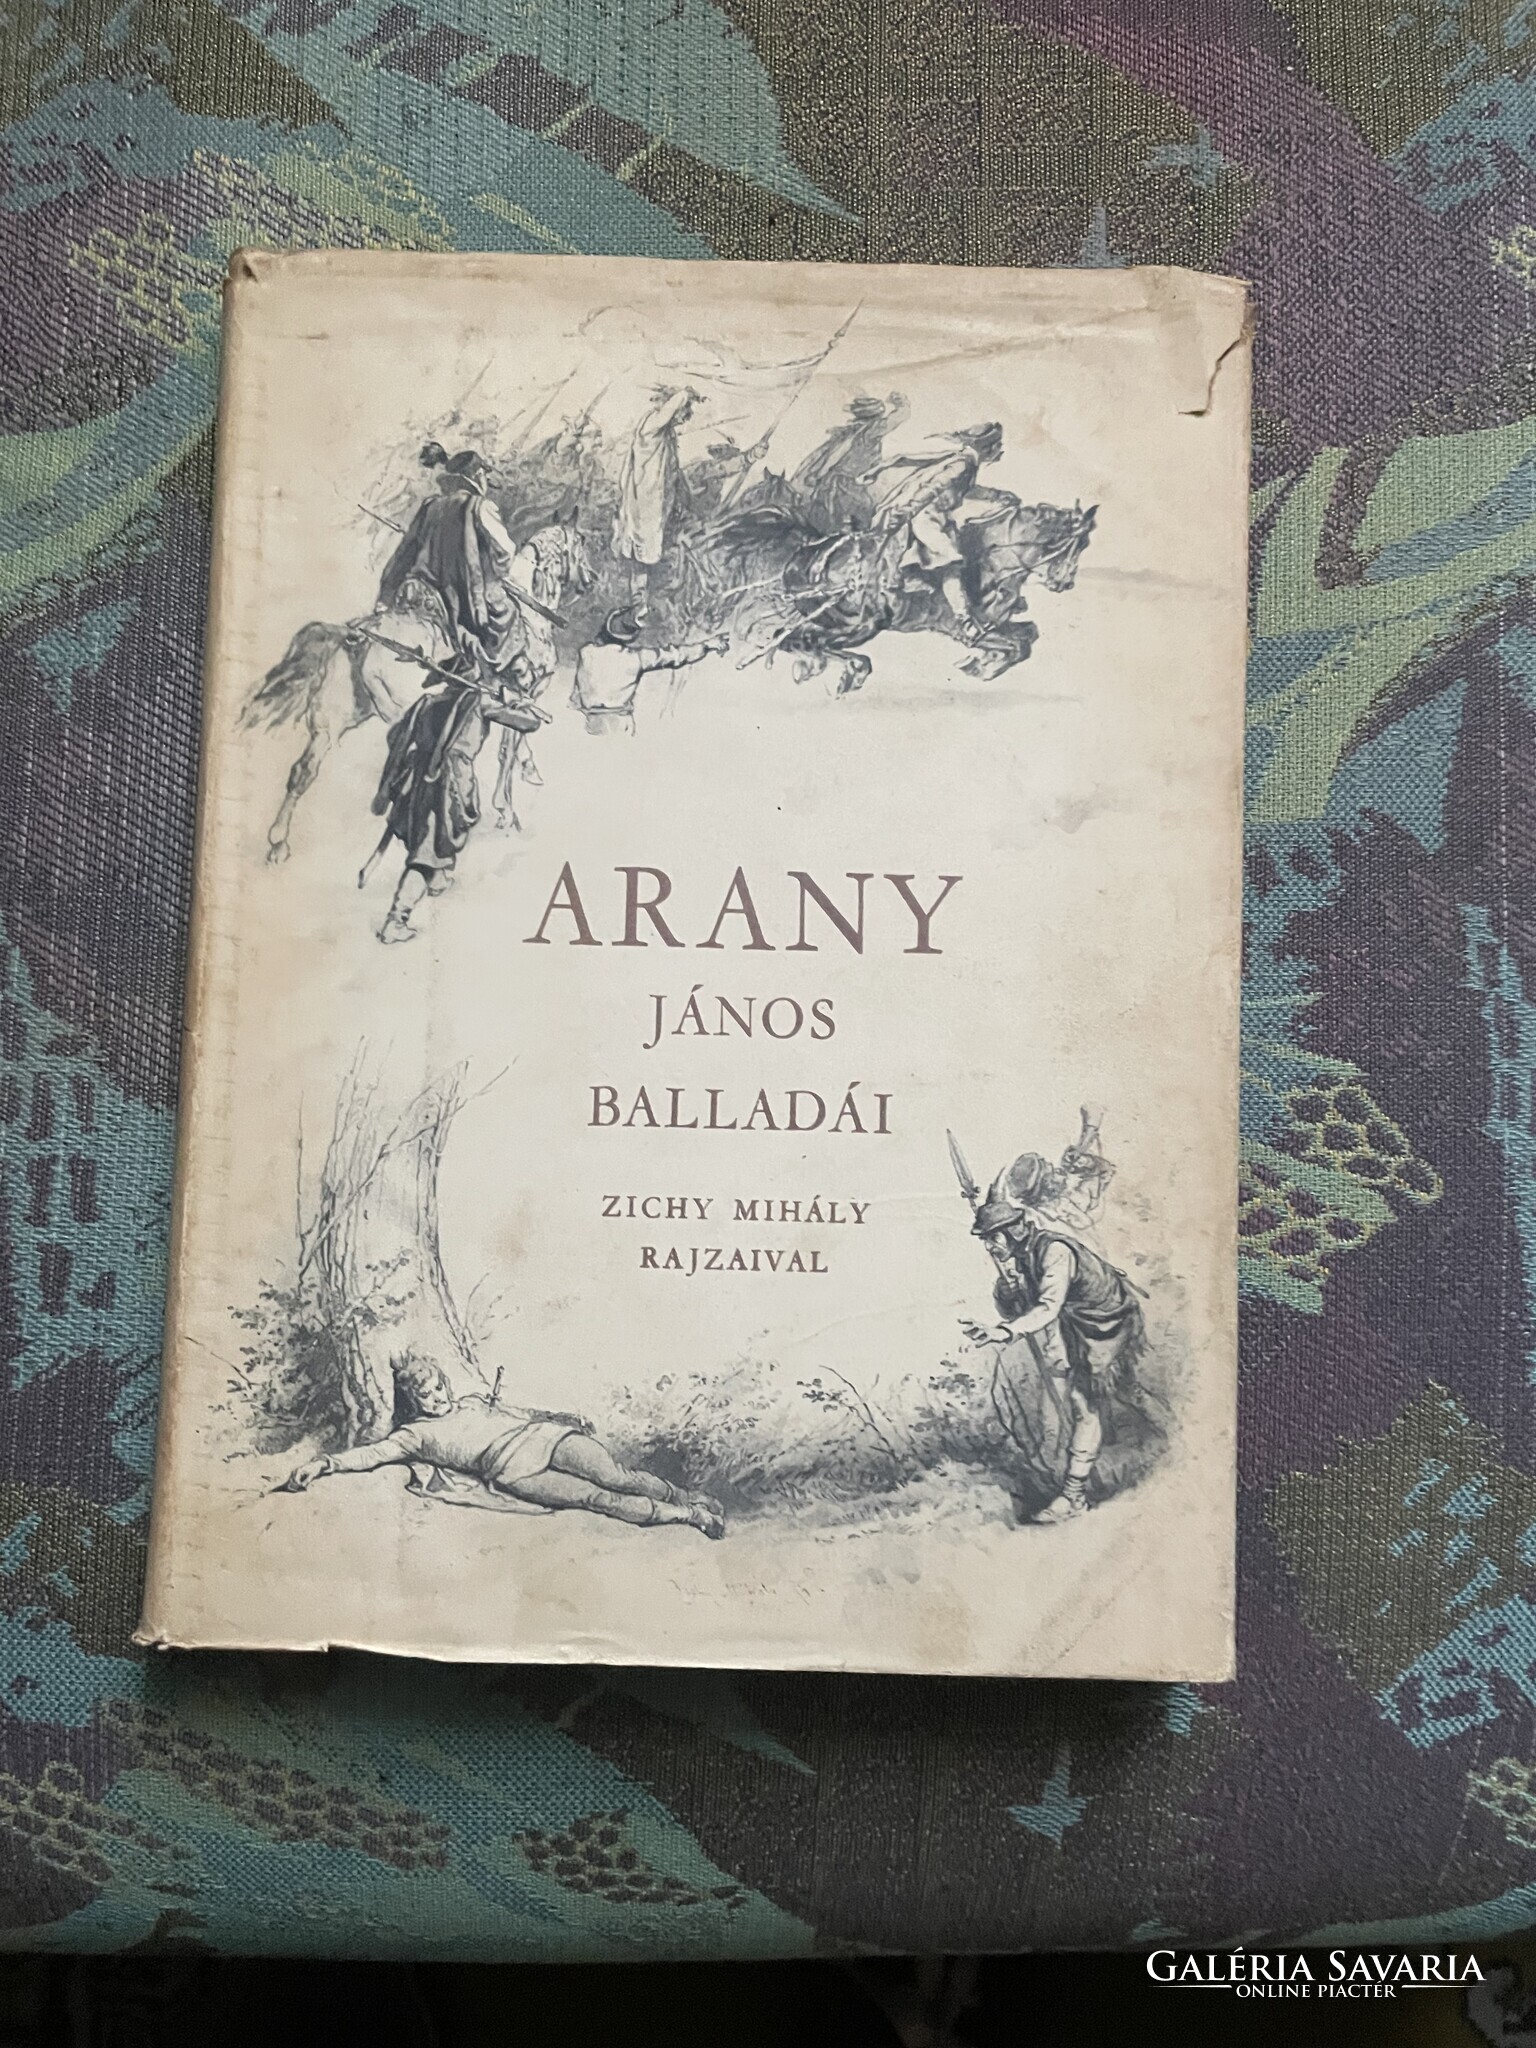 ARANY
JÁNOS
BALLADÁI
ZICHY MIHÁLY
RAJZAIVAL
GALÉRIA SAVARIA
ONLINE PIACTÉR